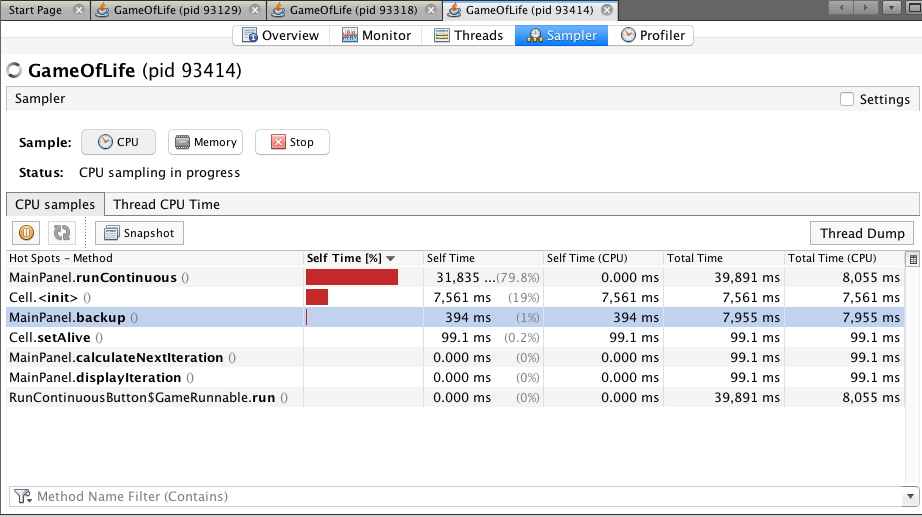 Start Page GameOfLife (pid 93129) GameOfLife (pid 93318) GameOfLife (pid 93414)
Overview Monitor Threads Sampler Profiler
GameOfLife (pid 93414)
Sampler Settings
Sample: CPU Memory Stop
Status: CPU sampling in progress
CPU samples Thread CPU Time
Snapshot Thread Dump
Hot Spots – Method Self Time [%] Self Time Self Time (CPU) Total Time Total Time (CPU)
MainPanel.runContinuous () 31,835 ...(79.8%) 0.000 ms 39,891 ms 8,055 ms
Cell.<init> () 7,561 ms (19%) 7,561 ms 7,561 ms 7,561 ms
MainPanel.backup () 394 ms (1%) 394 ms 7,955 ms 7,955 ms
Cell.setAlive () 99.1 ms (0.2%) 99.1 ms 99.1 ms 99.1 ms
MainPanel.calculateNextIteration () 0.000 ms (0%) 0.000 ms 99.1 ms 99.1 ms
MainPanel.displayIteration () 0.000 ms (0%) 0.000 ms 99.1 ms 99.1 ms
RunContinuousButton$GameRunnable.run () 0.000 ms (0%) 0.000 ms 39,891 ms 8,055 ms
Method Name Filter (Contains)